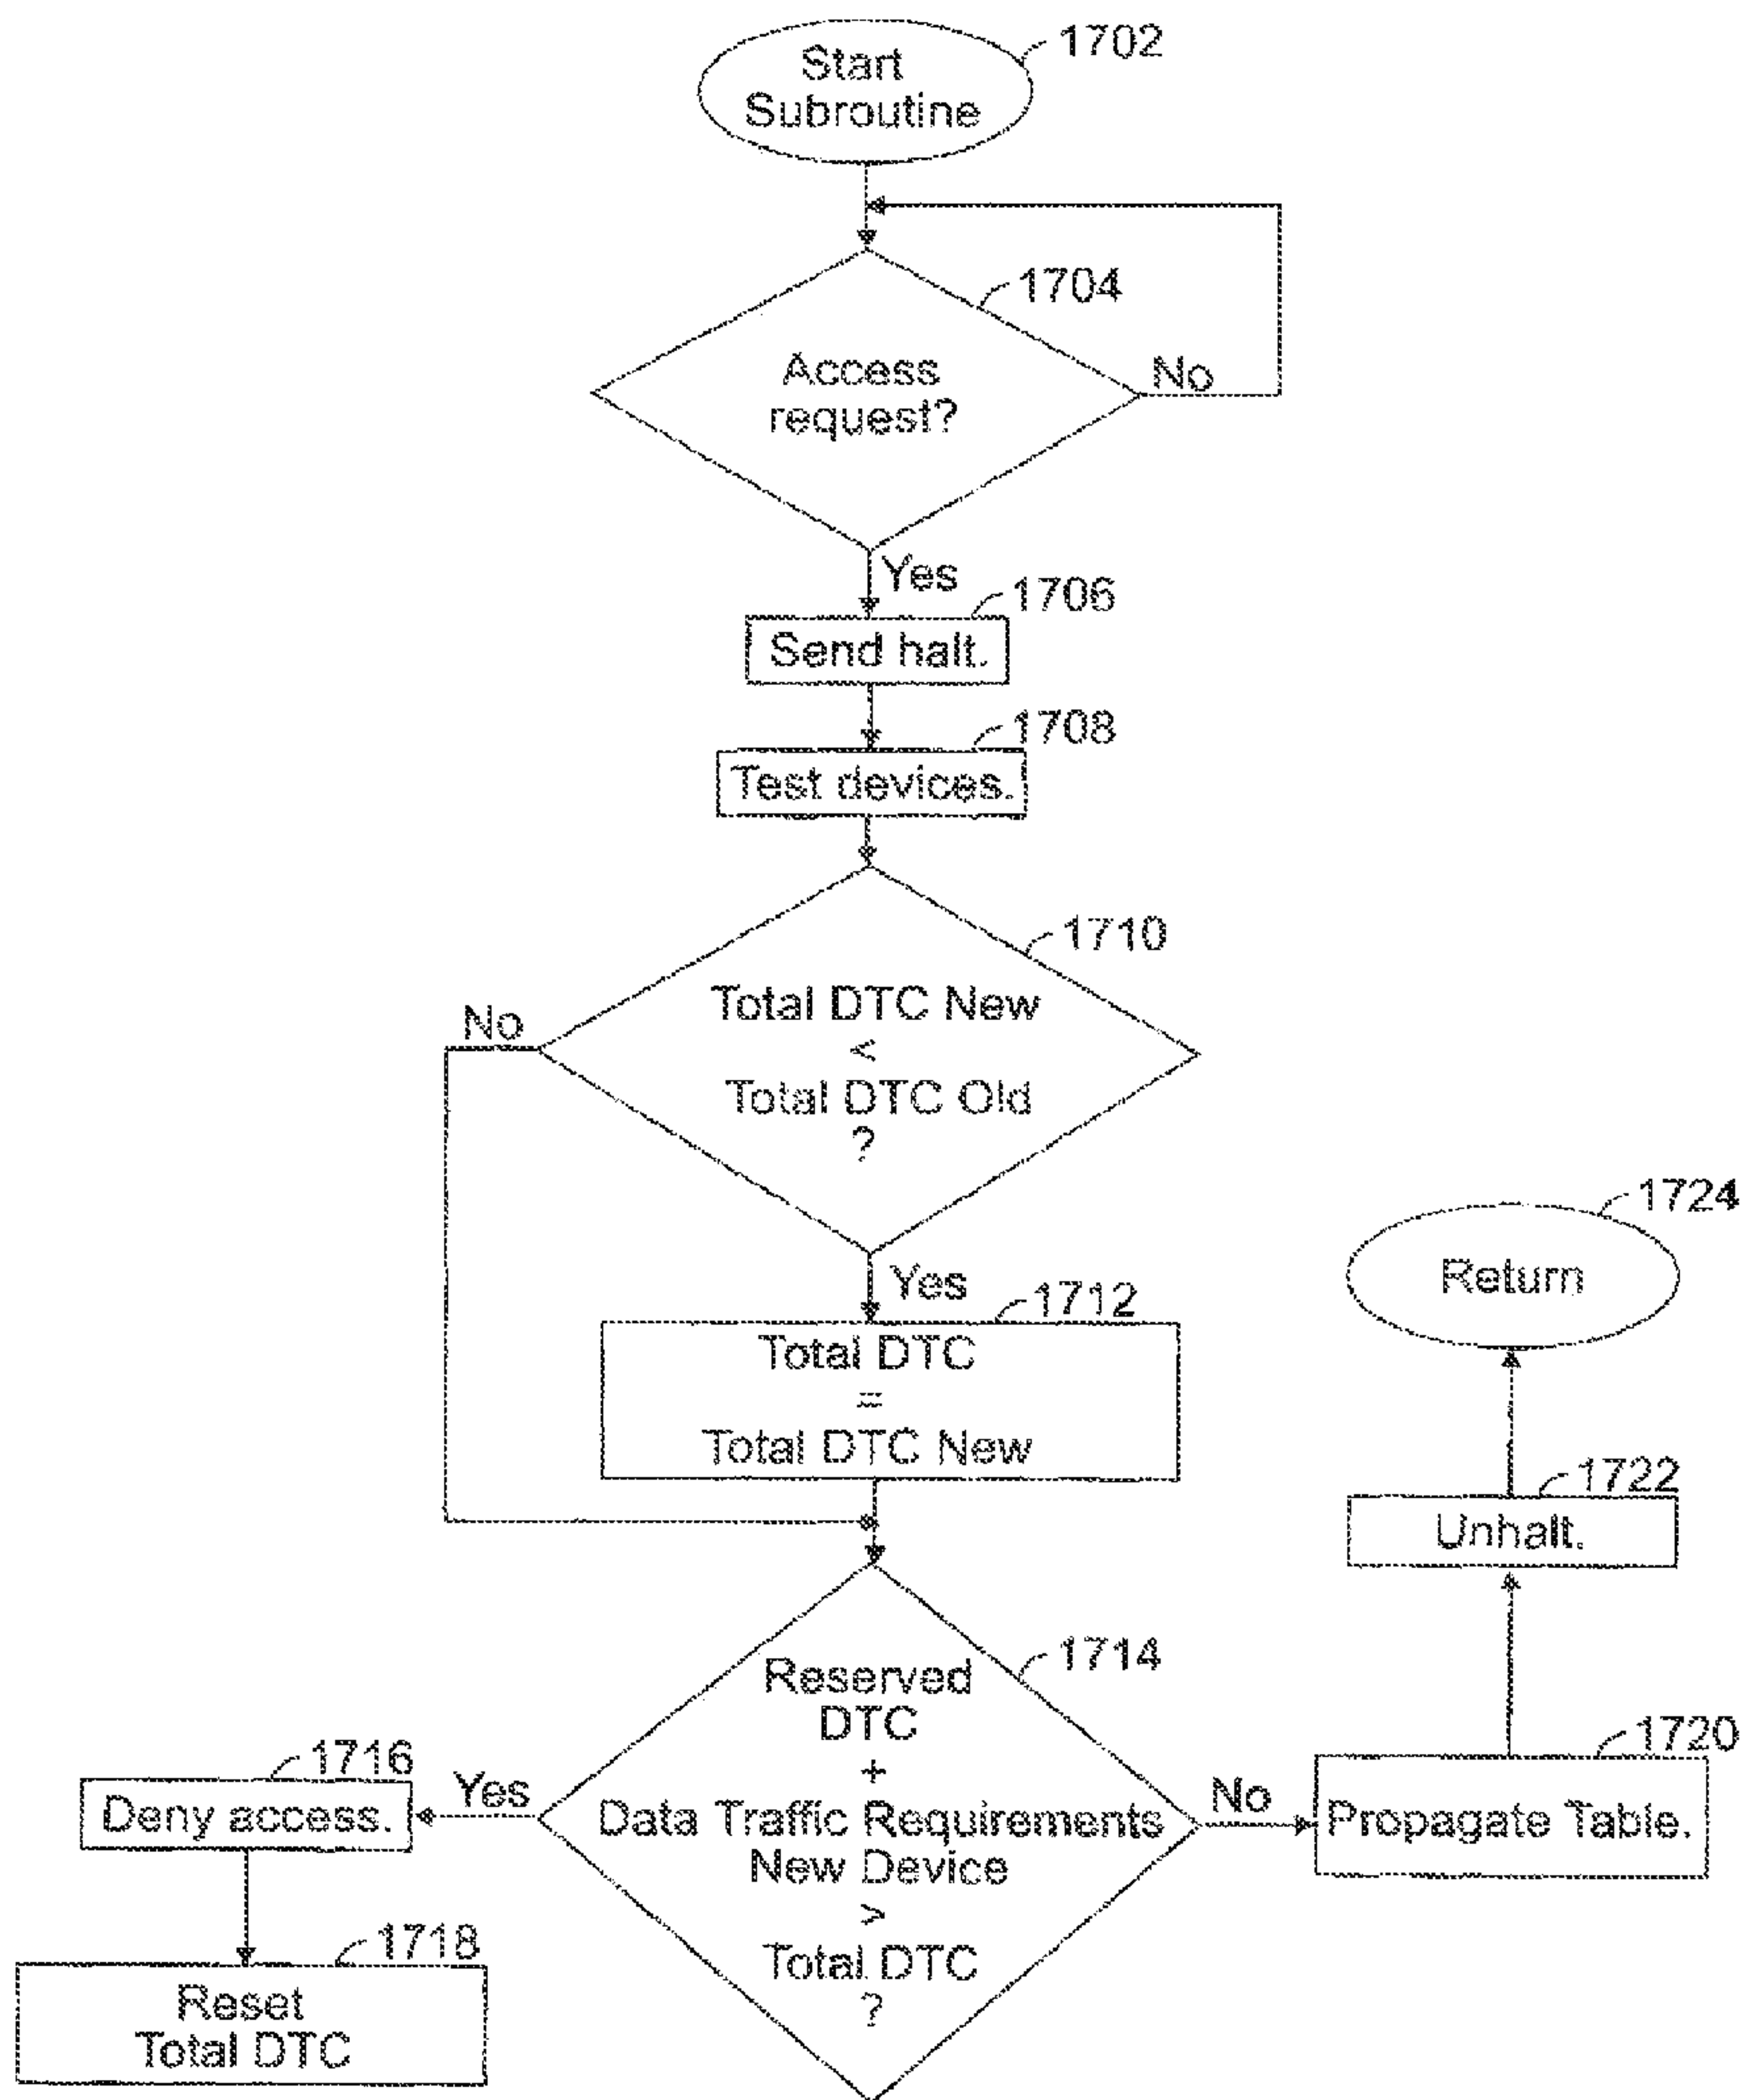 1702
Start
Subroutine
1704
Access
request?
No
Yes
1706
Send halt.
1708
Test devices.
1710
Total DTC New
<
Total DTC Old
?
No
Yes
1712
Total DTC
=
Total DTC New
1714
Reserved
DTC
+
Data Traffic Requirements
New Device
>
Total DTC
?
Yes
1716
Deny access.
1718
Reset
Total DTC
No
1720
Propagate Table.
1722
Unhalt.
1724
Return